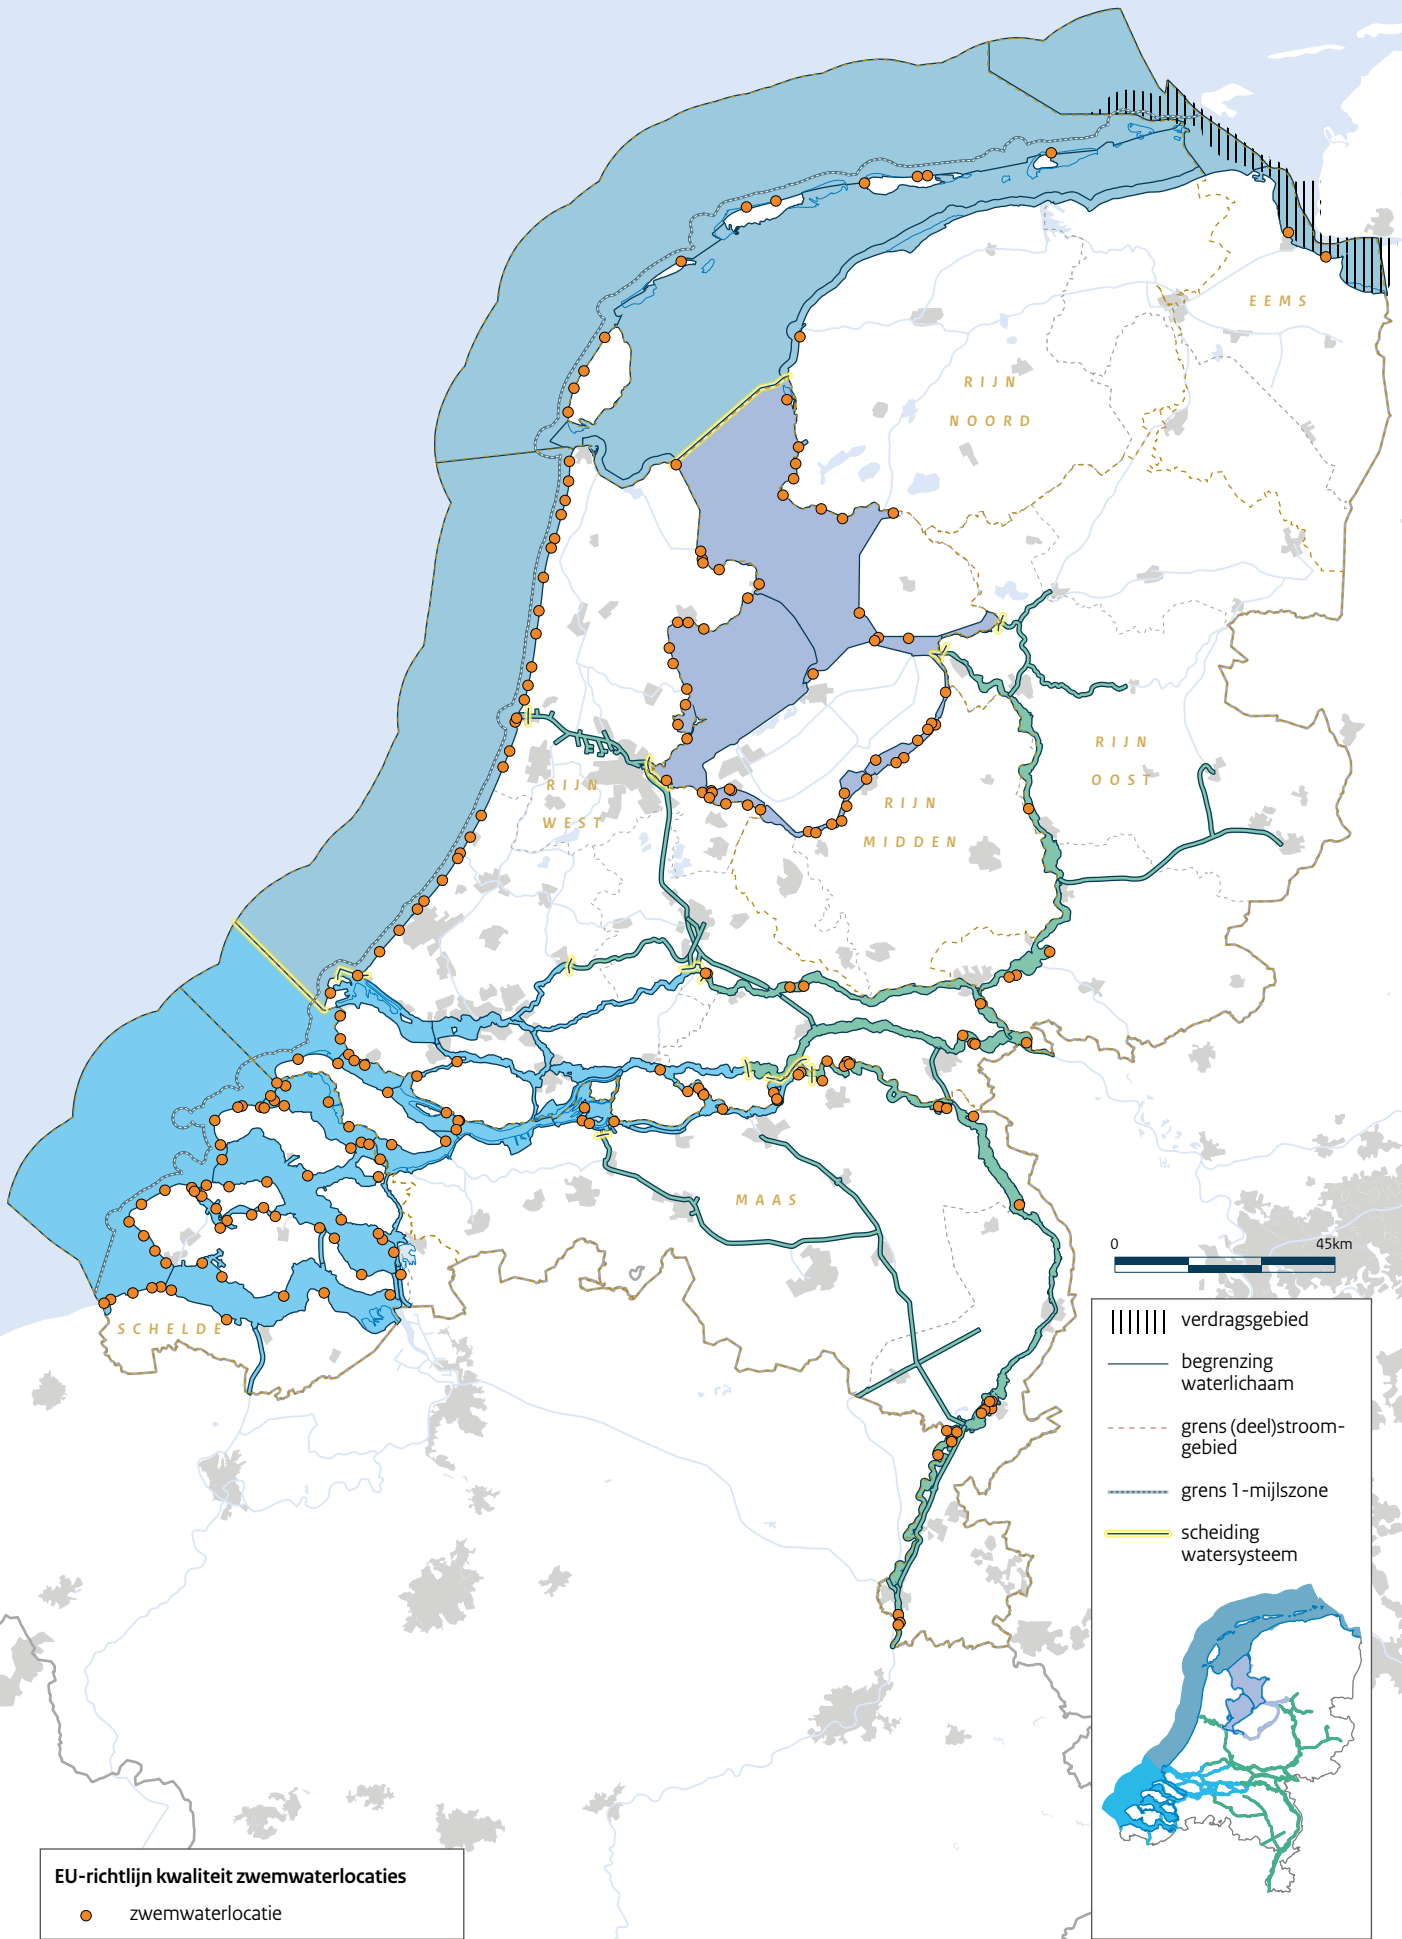 EEMS
RIJN
NOORD
RIJN
OOST
RIJN
WEST
RIJN
MIDDEN
MAAS
SCHELDE
0 45km
verdragsgebied
begrenzing
waterlichaam
grens (deel)stroom-
gebied
grens 1-mijlszone
scheiding
watersysteem
EU-richtlijn kwaliteit zwemwaterlocaties
zwemwaterlocatie